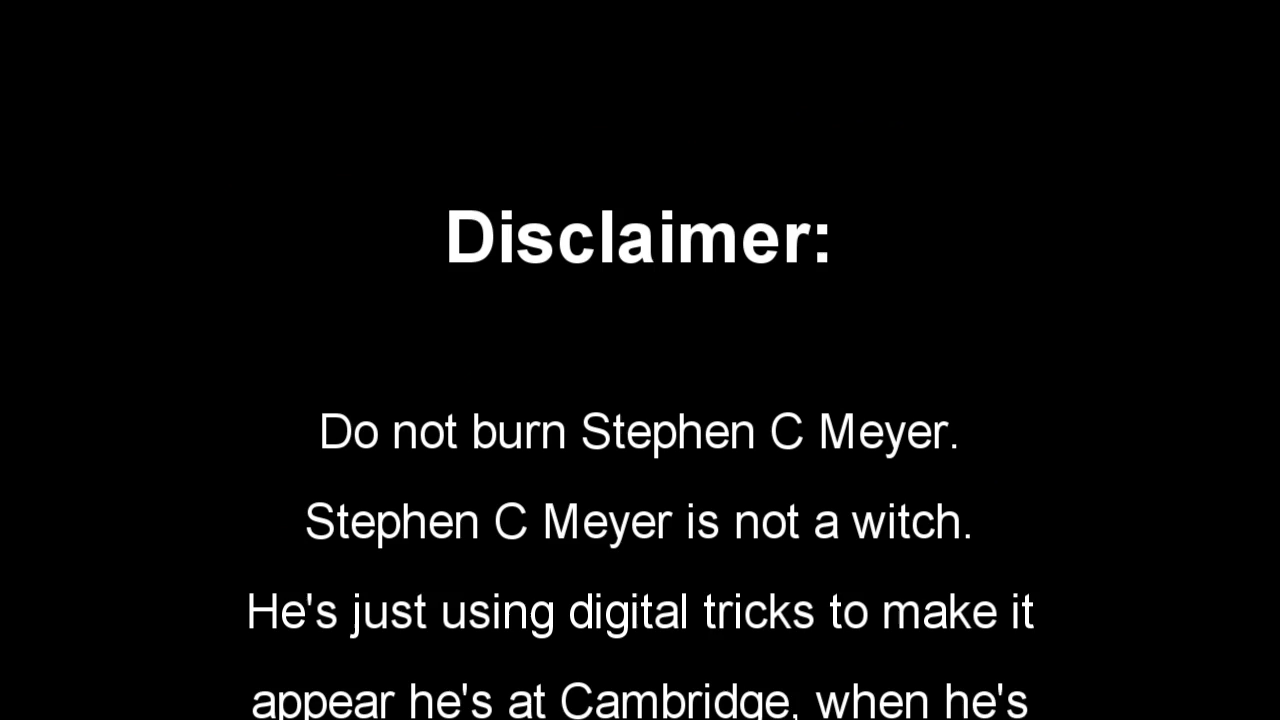 Disclaimer:
Do not burn Stephen C Meyer.
Stephen C Meyer is not a witch.
He's just using digital tricks to make it
appear he's at Cambridge, when he's